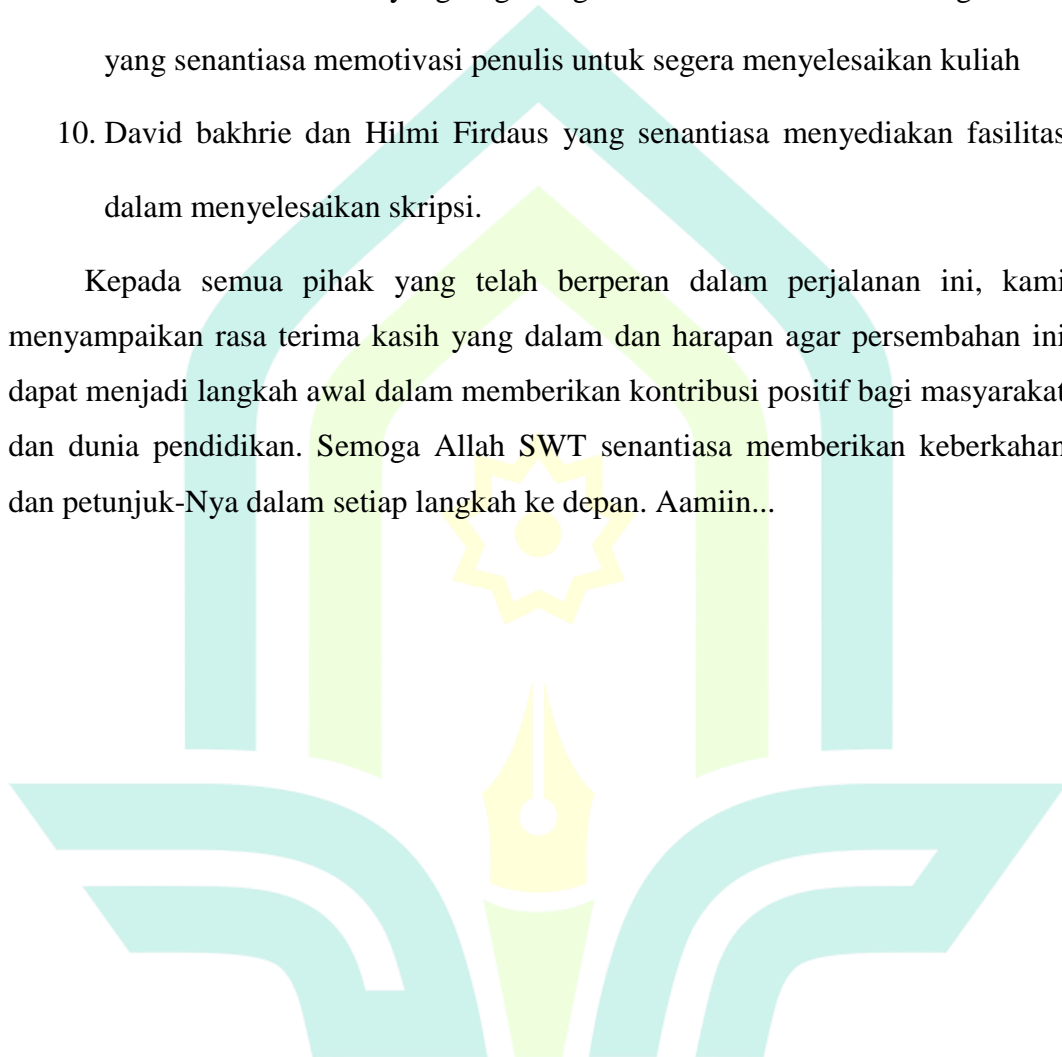 yang senantiasa memotivasi penulis untuk segera menyelesaikan kuliah
10. David bakhrie dan Hilmi Firdaus yang senantiasa menyediakan fasilitas
dalam menyelesaikan skripsi.
Kepada semua pihak yang telah berperan dalam perjalanan ini, kami
menyampaikan rasa terima kasih yang dalam dan harapan agar persembahan ini
dapat menjadi langkah awal dalam memberikan kontribusi positif bagi masyarakat
dan dunia pendidikan. Semoga Allah SWT senantiasa memberikan keberkahan
dan petunjuk-Nya dalam setiap langkah ke depan. Aamiin...